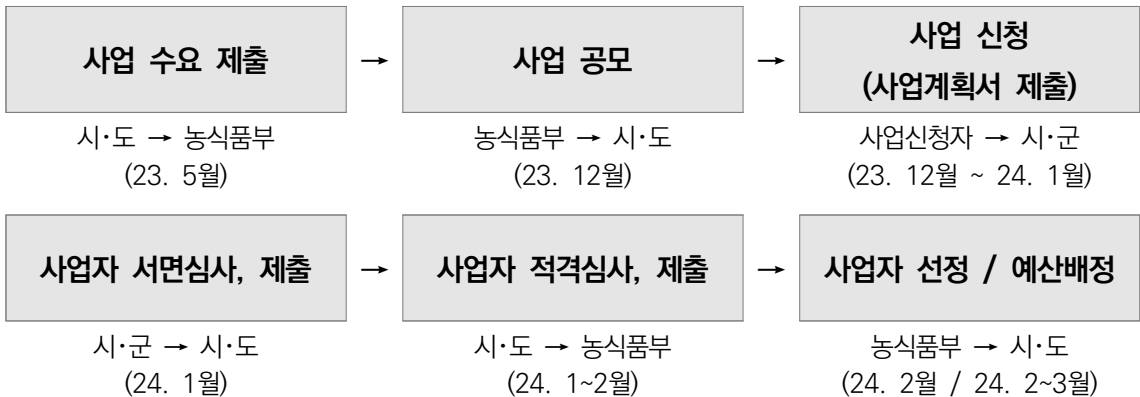 사업 수요 제출 → 사업 공모 → 사업 신청
(사업계획서 제출)
시·도 → 농식품부 농식품부 → 시·도 사업신청자 → 시·군
(23. 5월) (23. 12월) (23. 12월 ~ 24. 1월)
사업자 서면심사, 제출 → 사업자 적격심사, 제출 → 사업자 선정 / 예산배정
시·군 → 시·도 시·도 → 농식품부 농식품부 → 시·도
(24. 1월) (24. 1~2월) (24. 2월 / 24. 2~3월)